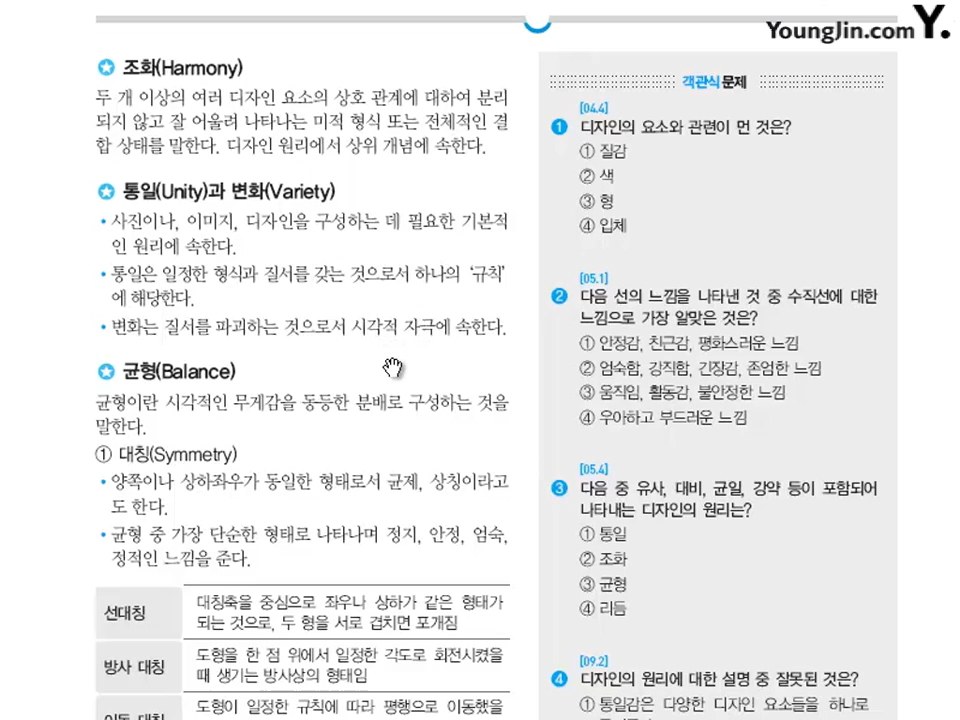 YoungJin.com Y.
조화(Harmony)
두 개 이상의 여러 디자인 요소의 상호 관계에 대하여 분리
되지 않고 잘 어울려 나타나는 미적 형식 또는 전체적인 결
합 상태를 말한다. 디자인 원리에서 상위 개념에 속한다.
통일(Unity)과 변화(Variety)
• 사진이나, 이미지, 디자인을 구성하는 데 필요한 기본적
인 원리에 속한다.
• 통일은 일정한 형식과 질서를 갖는 것으로서 하나의 ‘규칙’
에 해당한다.
• 변화는 질서를 파괴하는 것으로서 시각적 자극에 속한다.
균형(Balance)
균형이란 시각적인 무게감을 동등한 분배로 구성하는 것을
말한다.
① 대칭(Symmetry)
• 양쪽이나 상하좌우가 동일한 형태로서 균제, 상칭이라고
도 한다.
• 균형 중 가장 단순한 형태로 나타나며 정지, 안정, 엄숙,
정적인 느낌을 준다.
선대칭
대칭축을 중심으로 좌우나 상하가 같은 형태가
되는 것으로, 두 형을 서로 겹치면 포개짐
방사 대칭
도형을 한 점 위에서 일정한 각도로 회전시켰을
때 생기는 방사상의 형태임
이동 대칭
도형이 일정한 규칙에 따라 평행으로 이동했을
객관식 문제
[04.4]
1 디자인의 요소와 관련이 먼 것은?
① 질감
② 색
③ 형
④ 입체
[05.1]
2 다음 선의 느낌을 나타낸 것 중 수직선에 대한
느낌으로 가장 알맞은 것은?
① 안정감, 친근감, 평화스러운 느낌
② 엄숙함, 강직함, 긴장감, 존엄한 느낌
③ 움직임, 활동감, 불안정한 느낌
④ 우아하고 부드러운 느낌
[05.4]
3 다음 중 유사, 대비, 균일, 강약 등이 포함되어
나타내는 디자인의 원리는?
① 통일
② 조화
③ 균형
④ 리듬
[09.2]
4 디자인의 원리에 대한 설명 중 잘못된 것은?
① 통일감은 다양한 디자인 요소들을 하나로